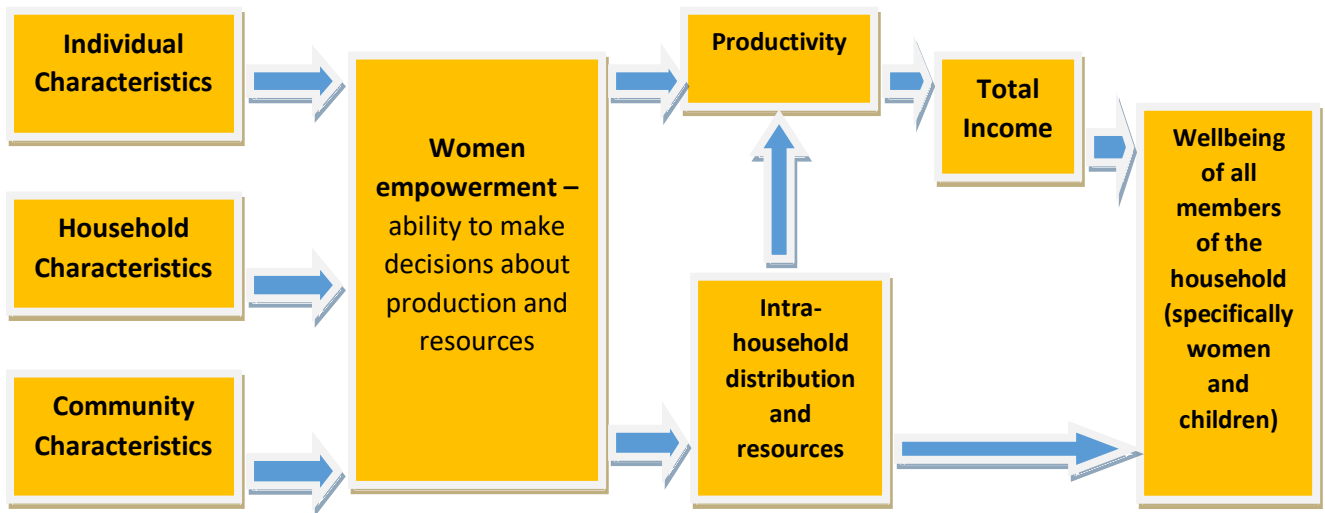 Individual
Characteristics
Household
Characteristics
Community
Characteristics
Women
empowerment –
ability to make
decisions about
production and
resources
Productivity
Intra-
household
distribution
and
resources
Total
Income
Wellbeing
of all
members
of the
household
(specifically
women
and
children)